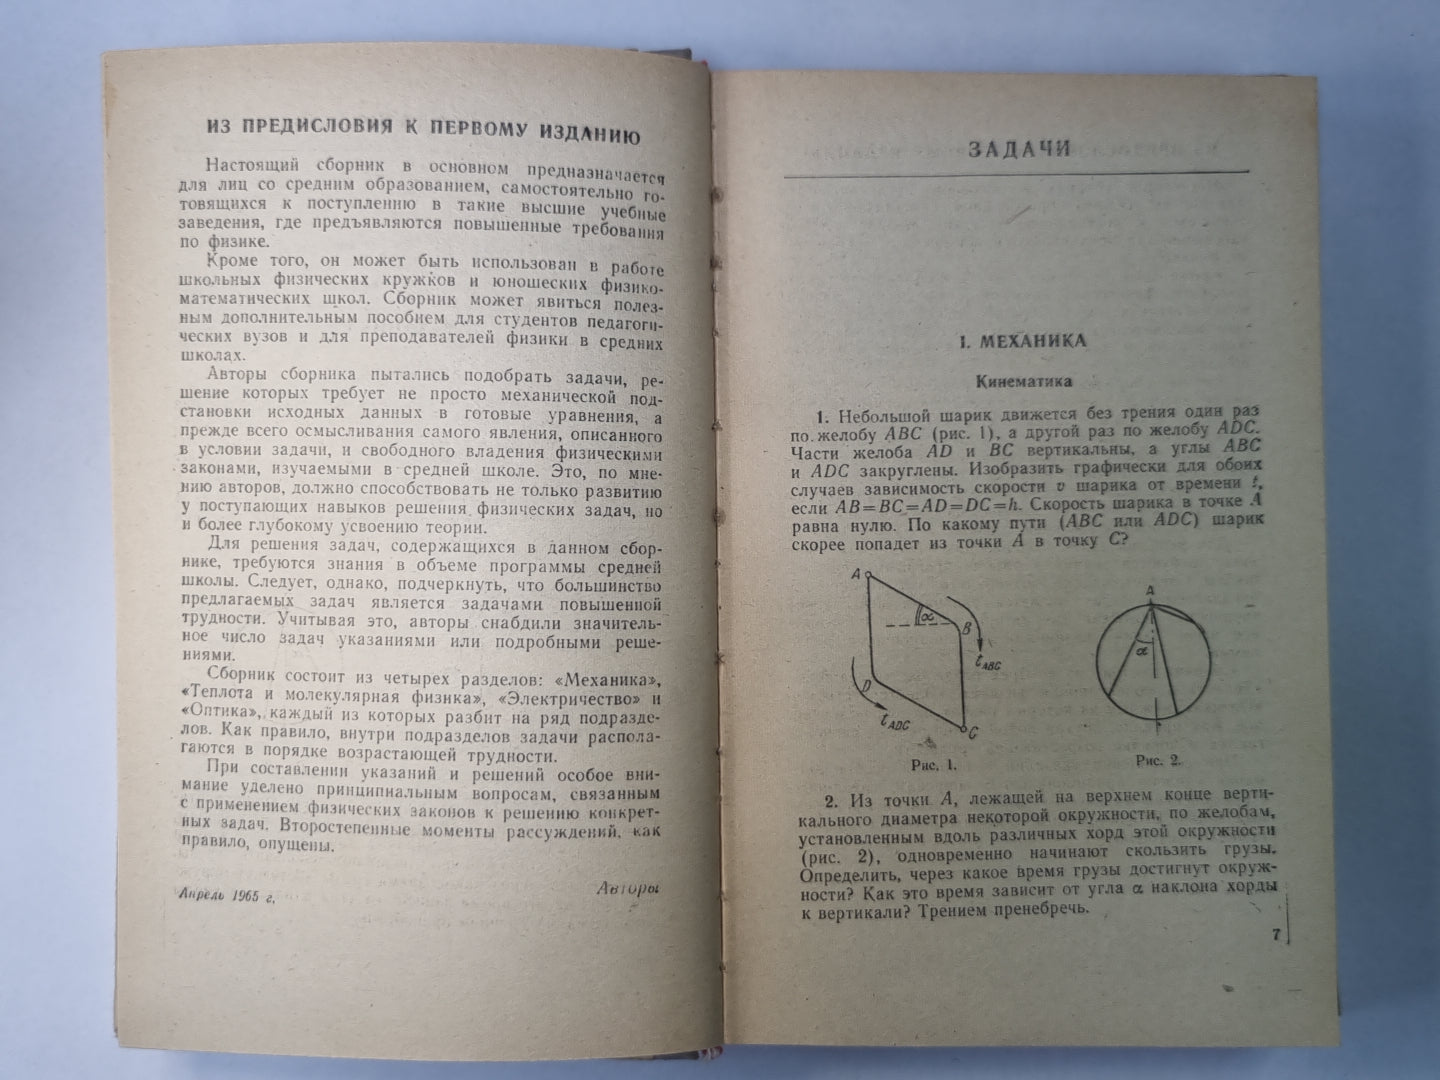 ИЗ ПРЕДИСЛОВИЯ К ПЕРВОМУ ИЗДАНИЮ
Настоящий сборник в основном предназначается
для лиц со средним образованием, самостоятельно го-
товящихся к поступлению в такие высшие учебные
заведения, где предъявляются повышенные требования
по физике.
Кроме того, он может быть использован в работе
школьных физических кружков и юношеских физико-
математических школ. Сборник может явиться полез-
ным дополнительным пособием для студентов педагоги-
ческих вузов и для преподавателей физики в средних
школах.
Авторы сборника пытались подобрать задачи, ре-
шение которых требует не просто механической под-
становки исходных данных в готовые уравнения, а
прежде всего осмысливания самого явления, описанного
в условии задачи, и свободного владения физическими
законами, изучаемыми в средней школе. Это, по мне-
нию авторов, должно способствовать не только развитию
у поступающих навыков решения физических задач, но
и более глубокому усвоению теории.
Для решения задач, содержащихся в данном сбор-
нике, требуются знания в объеме программы средней
школы. Следует, однако, подчеркнуть, что большинство
предлагаемых задач является задачами повышенной
трудности. Учитывая это, авторы снабдили значитель-
ное число задач указаниями или подробными реше-
ниями.
Сборник состоит из четырех разделов: «Механика»,
«Теплота и молекулярная физика», «Электричество» и
«Оптика», каждый из которых разбит на ряд подразде-
лов. Как правило, внутри подразделов задачи распола-
гаются в порядке возрастающей трудности.
При составлении указаний и решений особое вни-
мание уделено принципиальным вопросам, связанным
с применением физических законов к решению конкрет-
ных задач. Второстепенные моменты рассуждений, как
правило, опущены.
Апрель 1965 г.
Авторы
ЗАДАЧИ
I. МЕХАНИКА
Кинематика
1. Небольшой шарик движется без трения один раз
по желобу ABC (рис. 1), а другой раз по желобу ADC.
Части желоба AD и BC вертикальны, а углы ABC
и ADC закруглены. Изобразить графически для обоих
случаев зависимость скорости v шарика от времени t,
если AB=BC=AD=DC=h. Скорость шарика в точке A
равна нулю. По какому пути (ABC или ADC) шарик
скорее попадет из точки A в точку C?
A
α
B
t_ABC
D
t_ADC
C
Рис. 1.
A
α
Рис. 2.
2. Из точки A, лежащей на верхнем конце верти-
кального диаметра некоторой окружности, по желобам,
установленным вдоль различных хорд этой окружности
(рис. 2), одновременно начинают скользить грузы.
Определить, через какое время грузы достигнут окруж-
ности? Как это время зависит от угла α наклона хорды
к вертикали? Трением пренебречь.
7